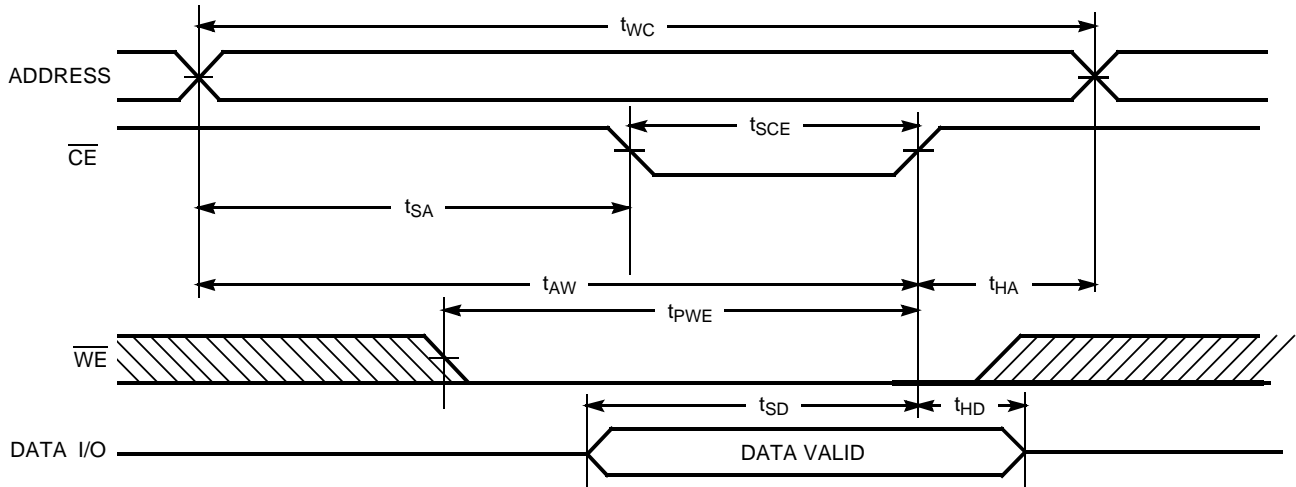 tWC
ADDRESS
tSCE
CE
tSA
tAW
tHA
tPWE
WE
tSD
tHD
DATA I/O
DATA VALID